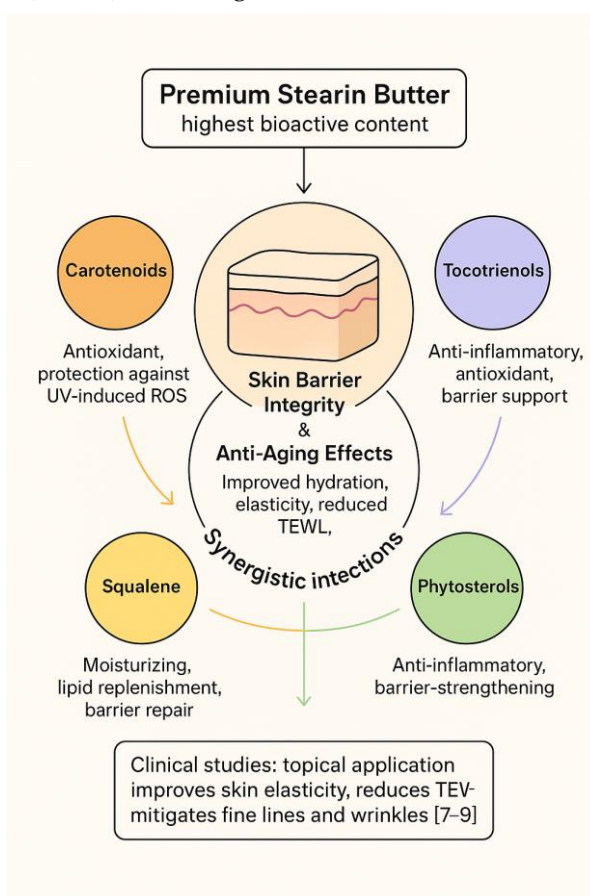 Premium Stearin Butter
highest bioactive content
Carotenoids
Antioxidant,
protection against
UV-induced ROS
Tocotrienols
Anti-inflammatory,
antioxidant,
barrier support
Skin Barrier
Integrity
&
Anti-Aging Effects
Improved hydration,
elasticity, reduced
TEWL,
Synergistic intections
Squalene
Moisturizing,
lipid replenishment,
barrier repair
Phytosterols
Anti-inflammatory,
barrier-strengthening
Clinical studies: topical application
improves skin elasticity, reduces TEV-
mitigates fine lines and wrinkles [7–9]